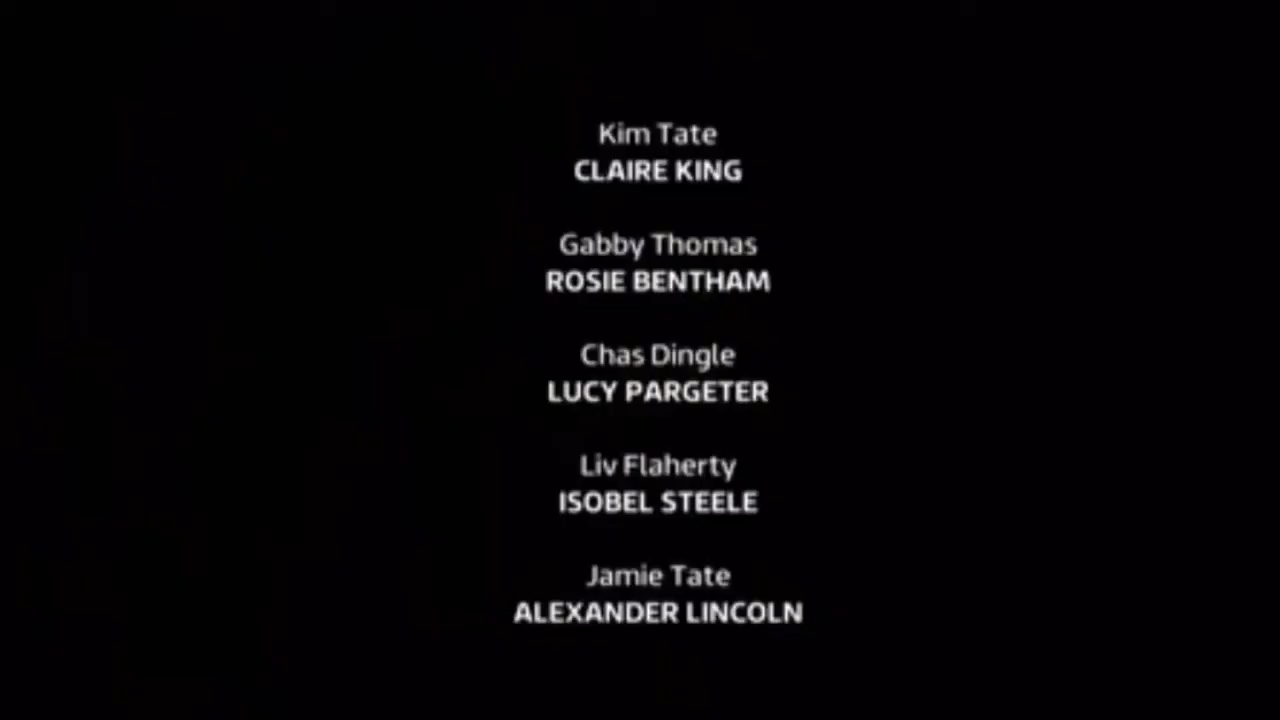 Kim Tate
CLAIRE KING
Gabby Thomas
ROSIE BENTHAM
Chas Dingle
LUCY PARGETER
Liv Flaherty
ISOBEL STEELE
Jamie Tate
ALEXANDER LINCOLN